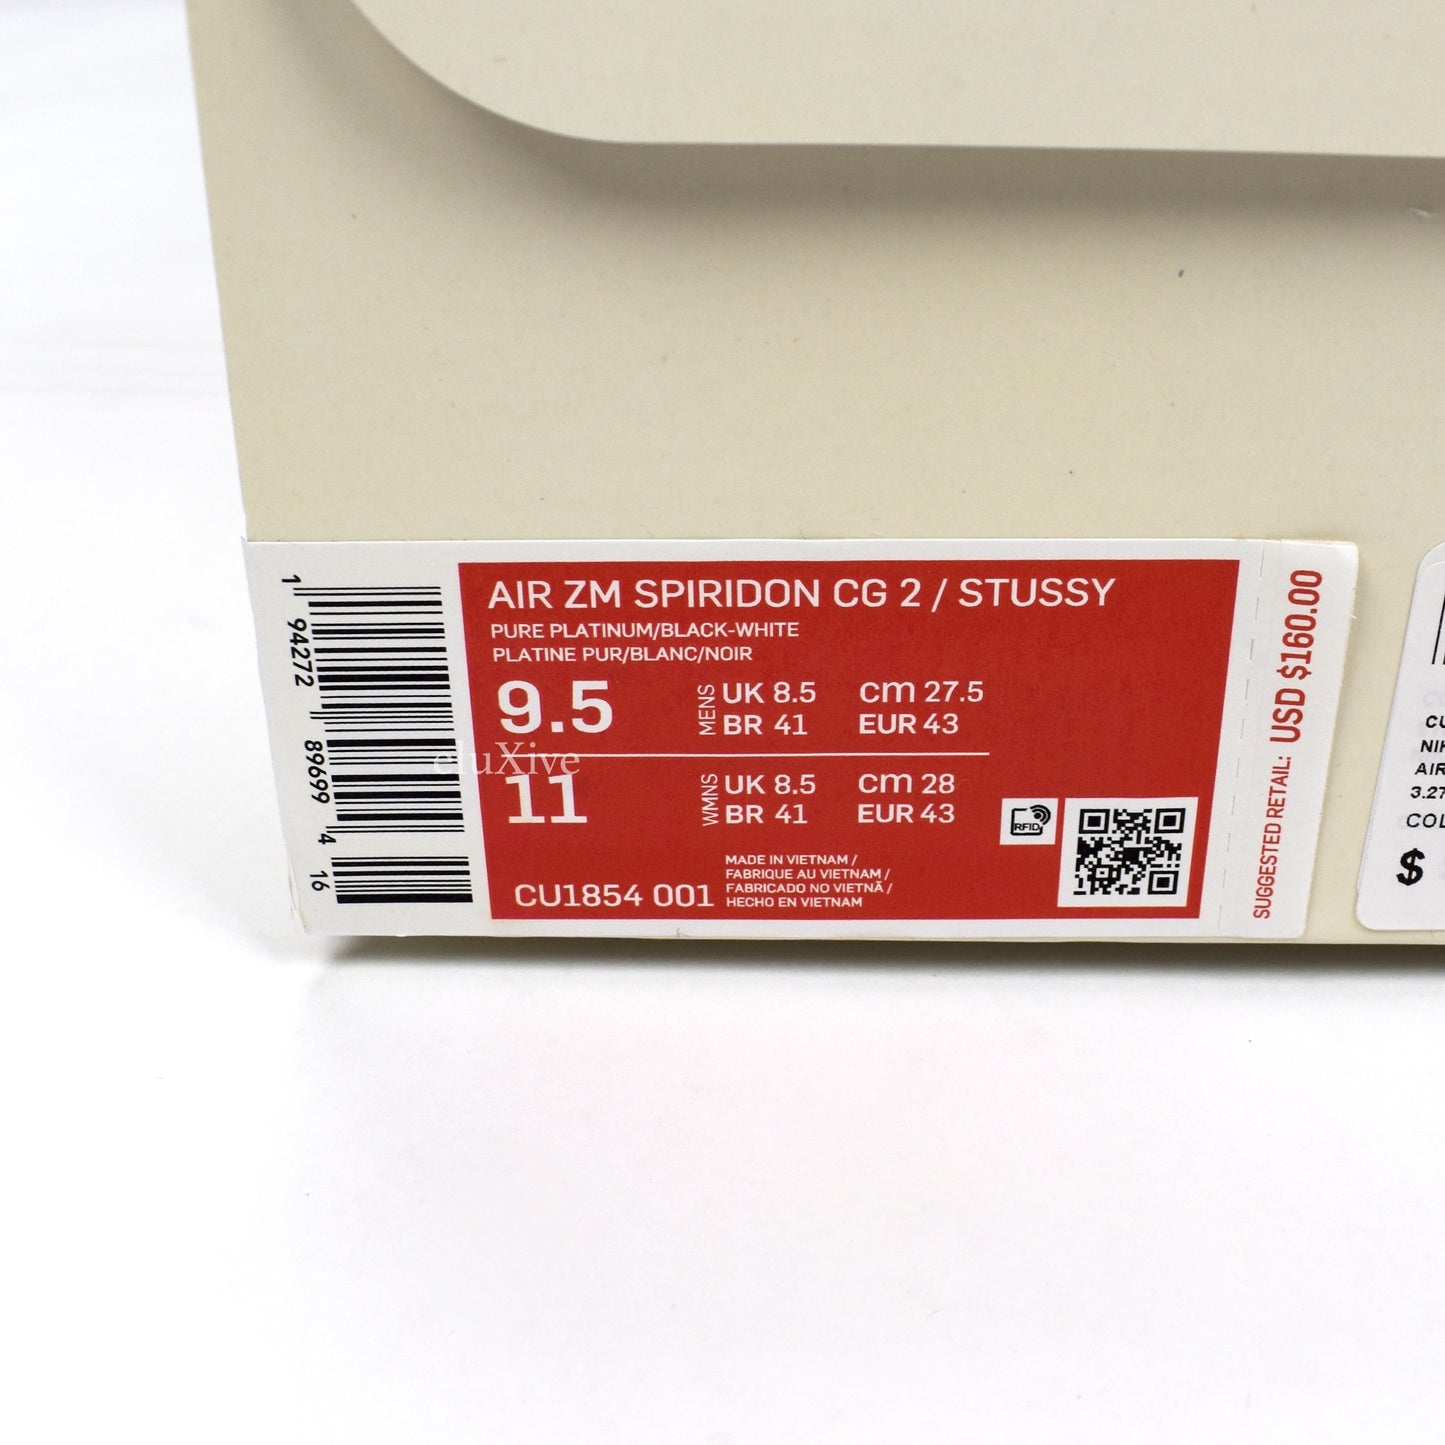 1 94272 89699 4 16
AIR ZM SPIRIDON CG 2 / STUSSY
PURE PLATINUM/BLACK-WHITE
PLATINE PUR/BLANC/NOIR
9.5 MENS UK 8.5 cm 27.5
BR 41 EUR 43
eluXive
11 WMNS UK 8.5 cm 28
BR 41 EUR 43
RFID
MADE IN VIETNAM /
FABRIQUE AU VIETNAM /
FABRICADO NO VIETNÃ /
HECHO EN VIETNAM
CU1854 001
SUGGESTED RETAIL: USD $160.00
CU
NIK
AIR
3.27
COL
$